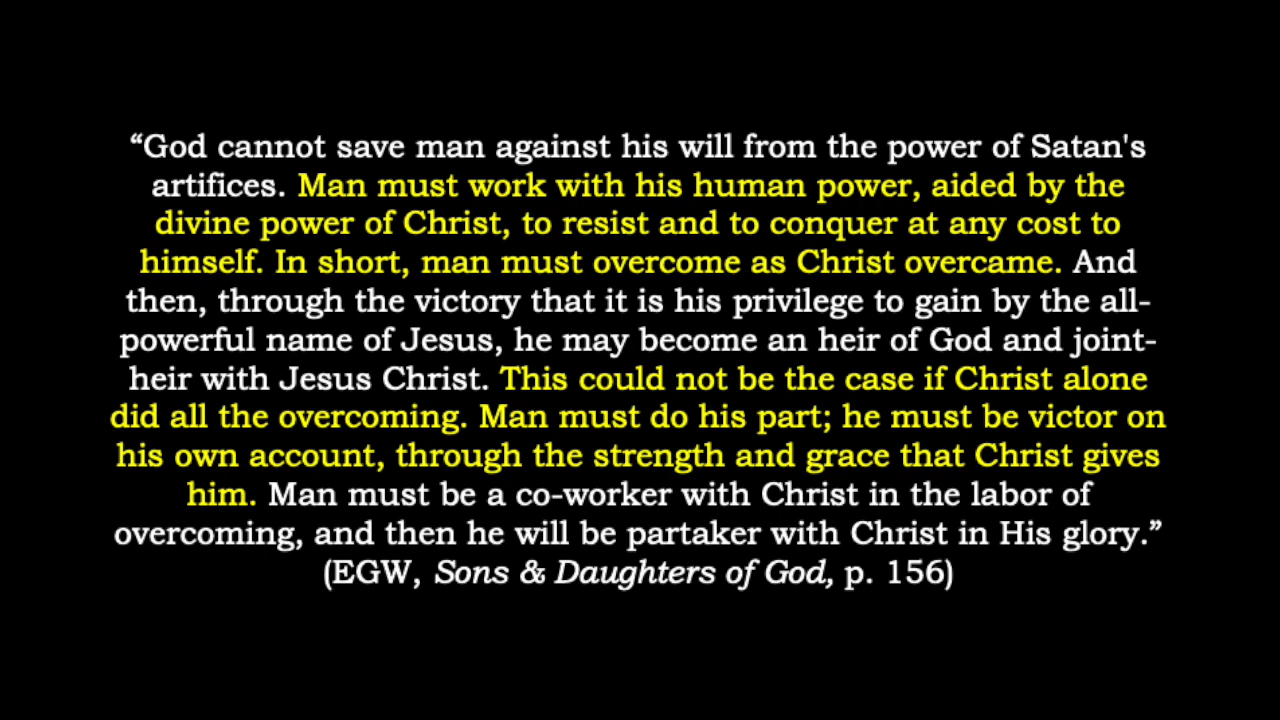 “God cannot save man against his will from the power of Satan's
artifices. Man must work with his human power, aided by the
divine power of Christ, to resist and to conquer at any cost to
himself. In short, man must overcome as Christ overcame. And
then, through the victory that it is his privilege to gain by the all-
powerful name of Jesus, he may become an heir of God and joint-
heir with Jesus Christ. This could not be the case if Christ alone
did all the overcoming. Man must do his part; he must be victor on
his own account, through the strength and grace that Christ gives
him. Man must be a co-worker with Christ in the labor of
overcoming, and then he will be partaker with Christ in His glory.”
(EGW, Sons & Daughters of God, p. 156)